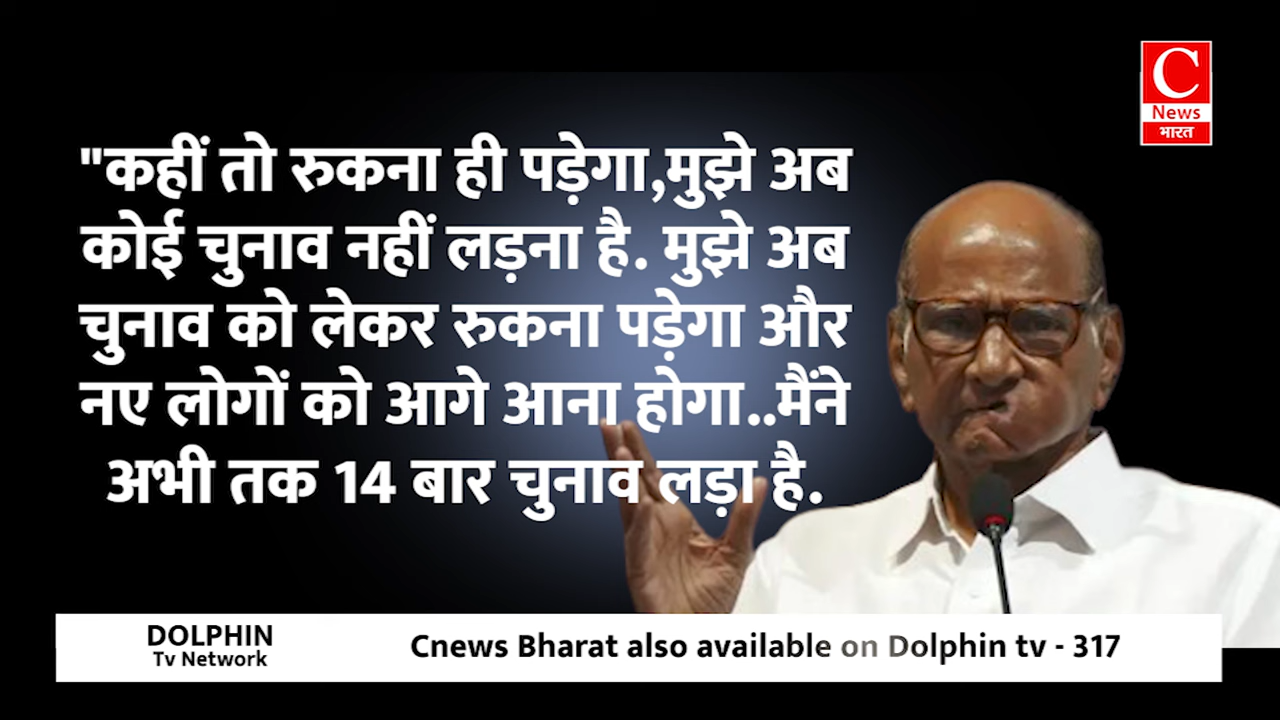 C
News
भारत
"कहीं तो रुकना ही पड़ेगा,मुझे अब
कोई चुनाव नहीं लड़ना है. मुझे अब
चुनाव को लेकर रुकना पड़ेगा और
नए लोगों को आगे आना होगा..मैंने
अभी तक 14 बार चुनाव लड़ा है.
DOLPHIN
Tv Network
Cnews Bharat also available on Dolphin tv - 317